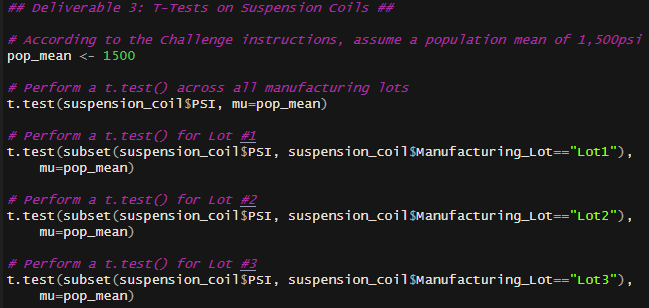 ## Deliverable 3: T-Tests on Suspension Coils ##
# According to the Challenge instructions, assume a population mean of 1,500psi
pop_mean <- 1500
# Perform a t.test() across all manufacturing lots
t.test(suspension_coil$PSI, mu=pop_mean)
# Perform a t.test() for Lot #1
t.test(subset(suspension_coil$PSI, suspension_coil$Manufacturing_Lot=="Lot1"),
mu=pop_mean)
# Perform a t.test() for Lot #2
t.test(subset(suspension_coil$PSI, suspension_coil$Manufacturing_Lot=="Lot2"),
mu=pop_mean)
# Perform a t.test() for Lot #3
t.test(subset(suspension_coil$PSI, suspension_coil$Manufacturing_Lot=="Lot3"),
mu=pop_mean)